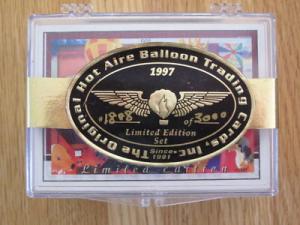 The Original Hot Aire Balloon Trading Cards, Inc.
1997
1808 of 3000
Limited Edition
Set
Since
1991
Limited Edition